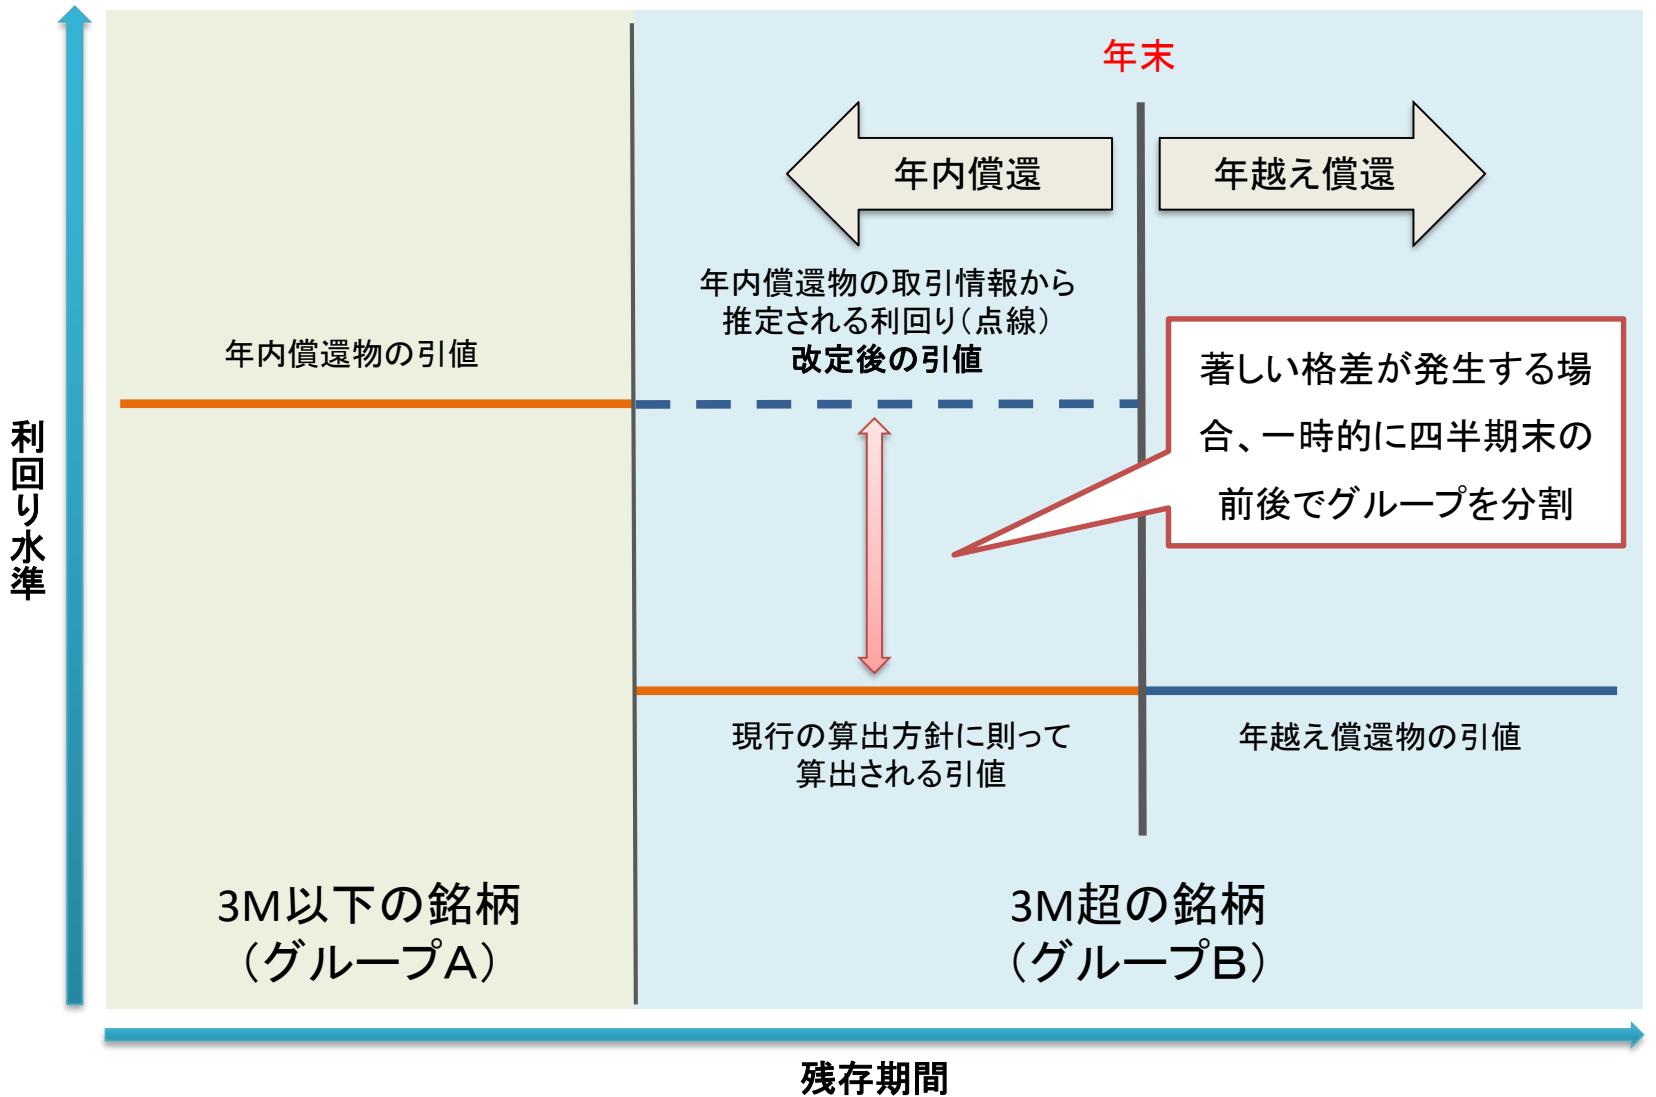 年末
年内償還
年越え償還
年内償還物の取引情報から
推定される利回り（点線）
改定後の引値
年内償還物の引値
著しい格差が発生する場
合、一時的に四半期末の
前後でグループを分割
利回り水準
現行の算出方針に則って
算出される引値
年越え償還物の引値
3M以下の銘柄
（グループA）
3M超の銘柄
（グループB）
残存期間